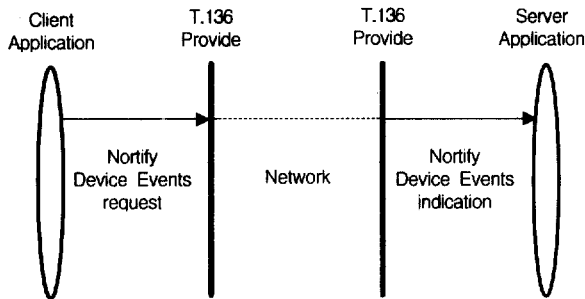 Client
Application
T.136
Provide
T.136
Provide
Server
Application
Nortify
Device Events
request
Network
Nortify
Device Events
indication